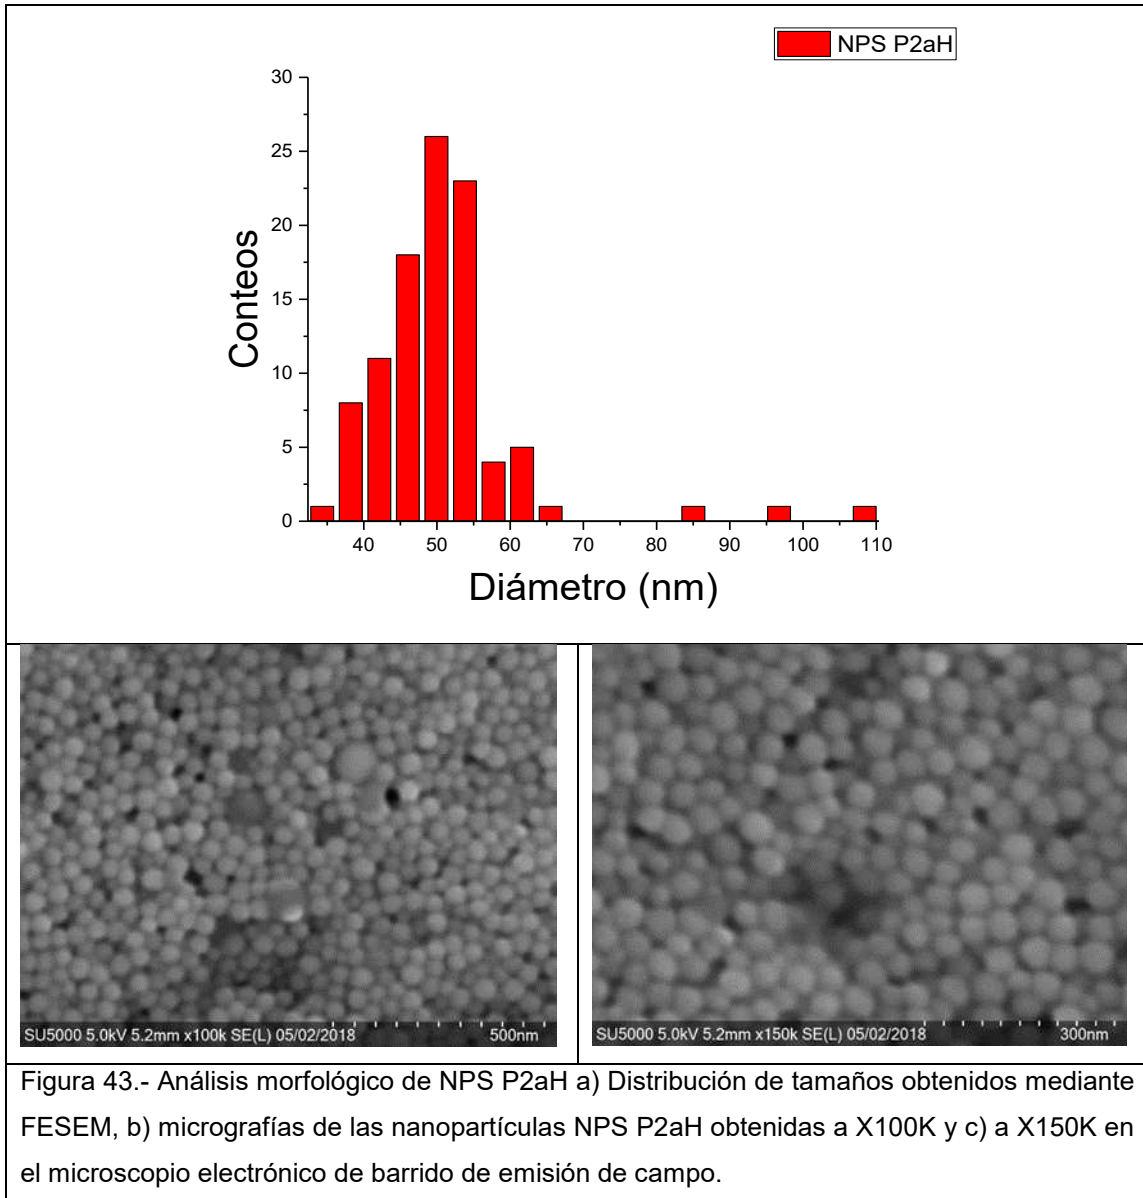 NPS P2aH
30
25
20
15
10
5
0
Conteos
40 50 60 70 80 90 100 110
Diámetro (nm)
SU5000 5.0kV 5.2mm x100k SE(L) 05/02/2018 500nm
SU5000 5.0kV 5.2mm x150k SE(L) 05/02/2018 300nm
Figura 43.- Análisis morfológico de NPS P2aH a) Distribución de tamaños obtenidos mediante
FESEM, b) micrografías de las nanopartículas NPS P2aH obtenidas a X100K y c) a X150K en
el microscopio electrónico de barrido de emisión de campo.